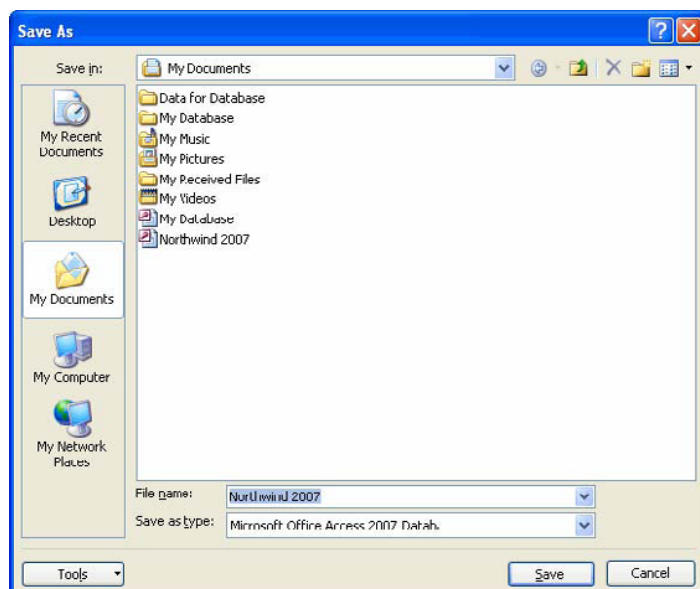 Save As
Save in:
My Documents
My Recent
Documents
Desktop
My Documents
My Computer
My Network
Places
Data for Database
My Database
My Music
My Pictures
My Received Files
My Videos
My Database
Northwind 2007
File name:
Northwind 2007
Save as type:
Microsoft Office Access 2007 Datab.
Tools
Save
Cancel